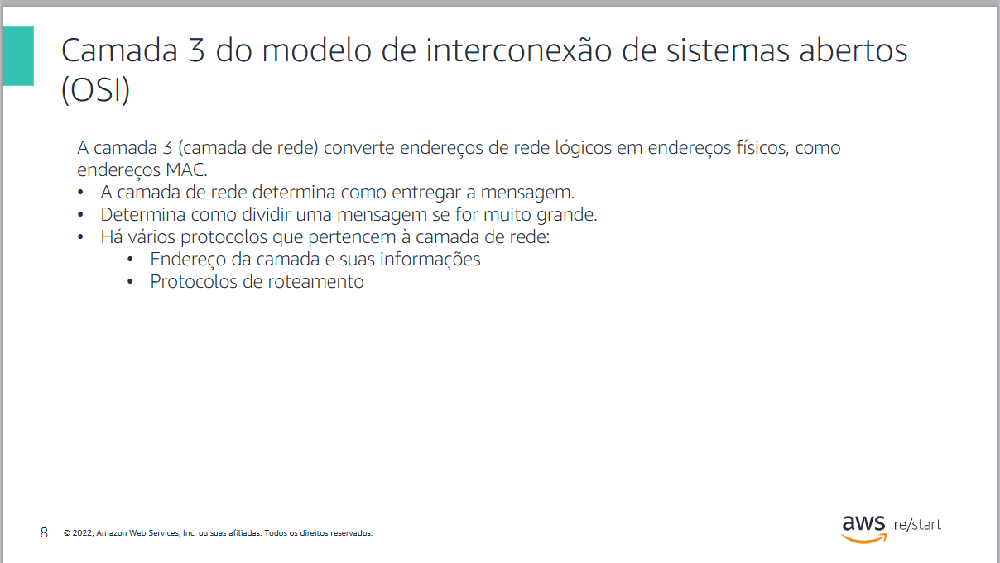 Camada 3 do modelo de interconexão de sistemas abertos
(OSI)
A camada 3 (camada de rede) converte endereços de rede lógicos em endereços físicos, como
endereços MAC.
• A camada de rede determina como entregar a mensagem.
• Determina como dividir uma mensagem se for muito grande.
• Há vários protocolos que pertencem à camada de rede:
• Endereço da camada e suas informações
• Protocolos de roteamento
8 © 2022, Amazon Web Services, Inc. ou suas afiliadas. Todos os direitos reservados.
aws re/start